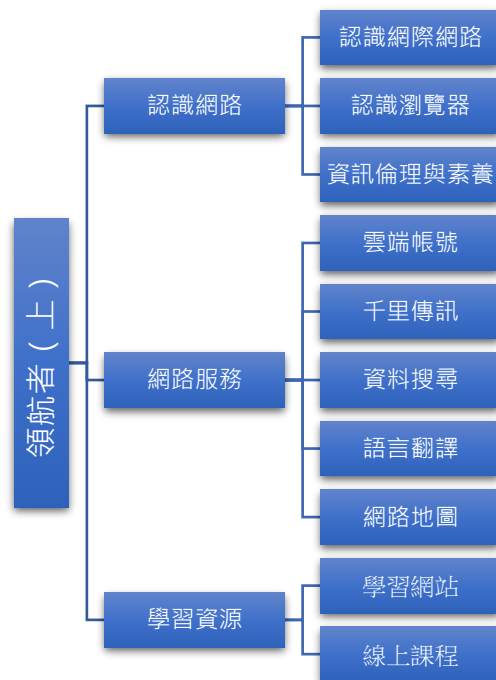 領航者（上）
認識網路
認識網際網路
認識瀏覽器
資訊倫理與素養
網路服務
雲端帳號
千里傳訊
資料搜尋
語言翻譯
網路地圖
學習資源
學習網站
線上課程